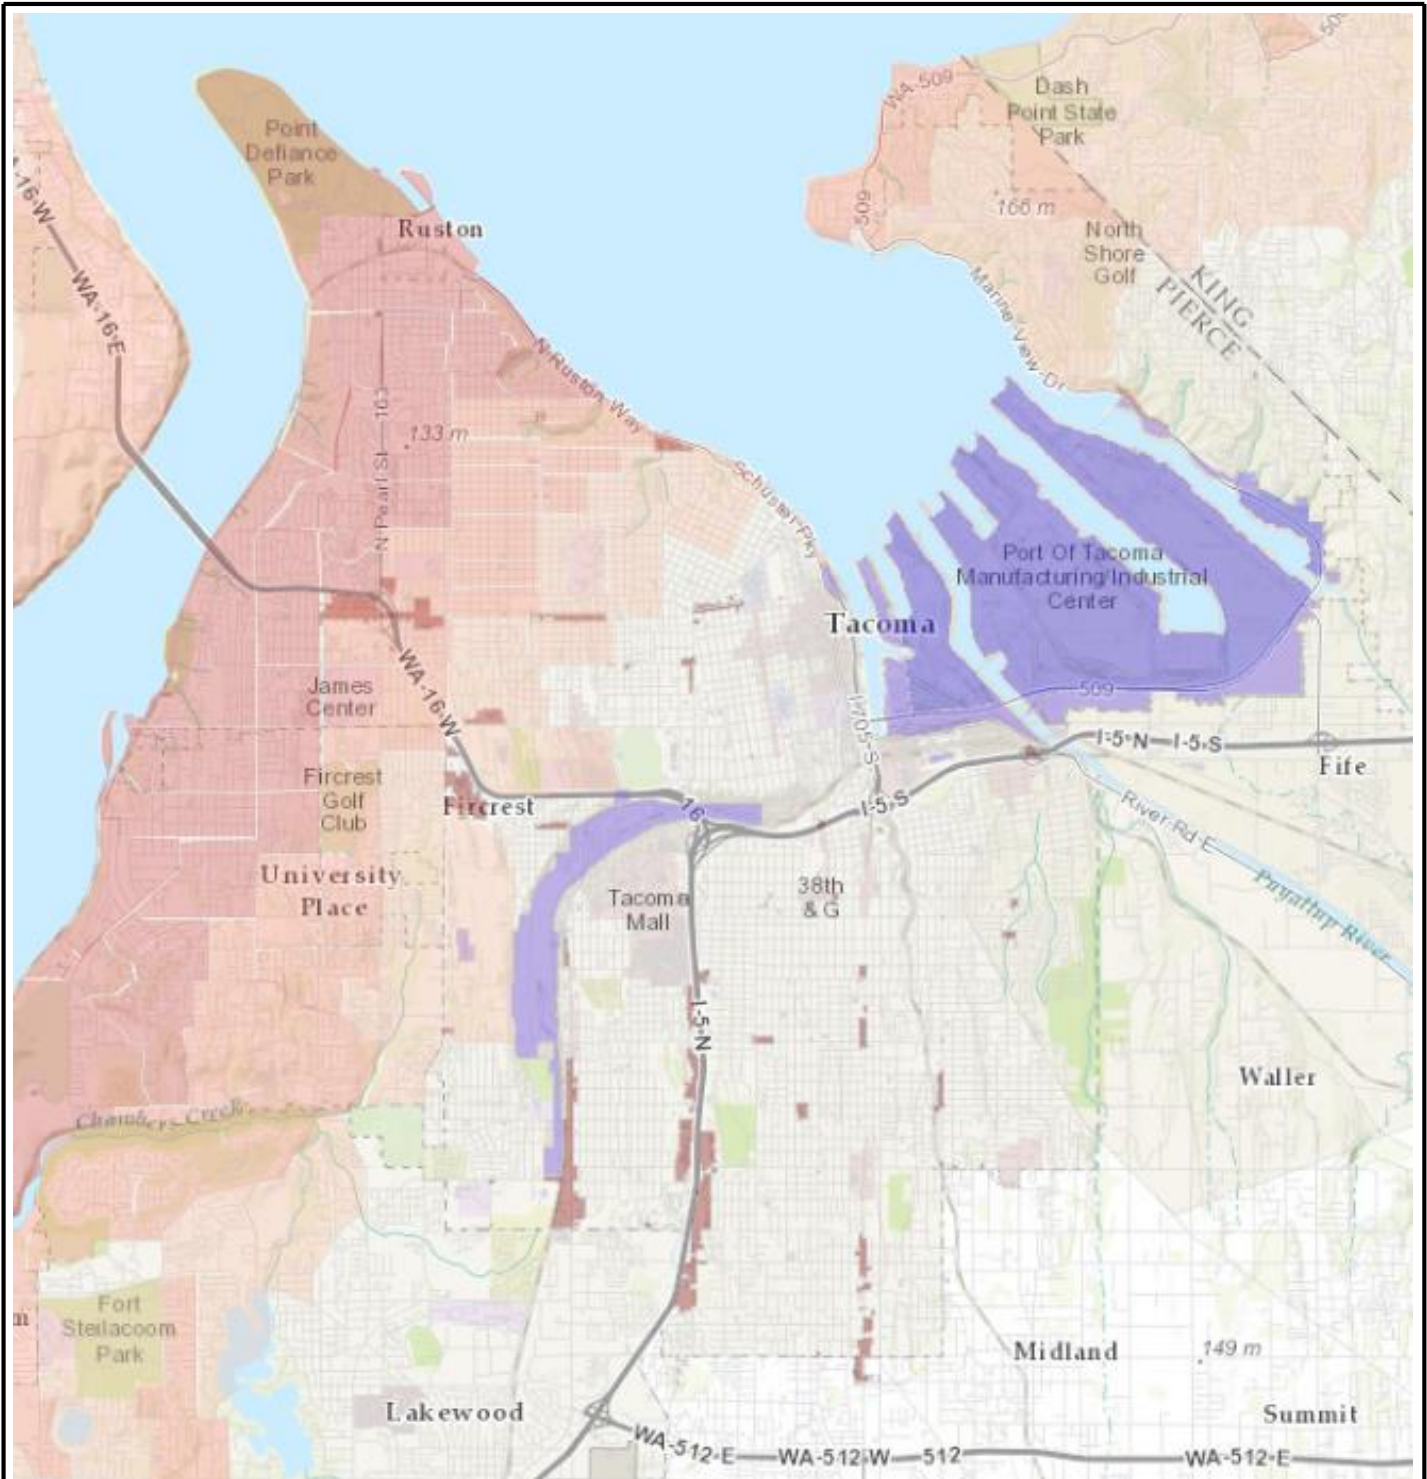 WA-509
509
Dash
Point State
Park
Point
Defiance
Park
A-16-W
166 m
509
Ruston
North
Shore
Golf
KING
PIERCE
WA-16-E
Marine-View-Dr
N-Ruston-Way
N-Pearl St—163
133 m
Schuster-Pky
Port Of Tacoma
Manufacturing/Industrial
Center
Tacoma
WA-16-W
James
Center
509
I-705-S
I-5-N—I-5-S
Fife
Fircrest
Golf
Club
Fircrest
16
I-5-S
River-Rd-E
University
Place
Tacoma
Mall
38th
& G
Puyallup River
I-5-N
Waller
Chambers Creek
Fort
Steilacoom
Park
m
Midland
149 m
Lakewood
Summit
WA-512-E
WA-512-W
512
WA-512-E